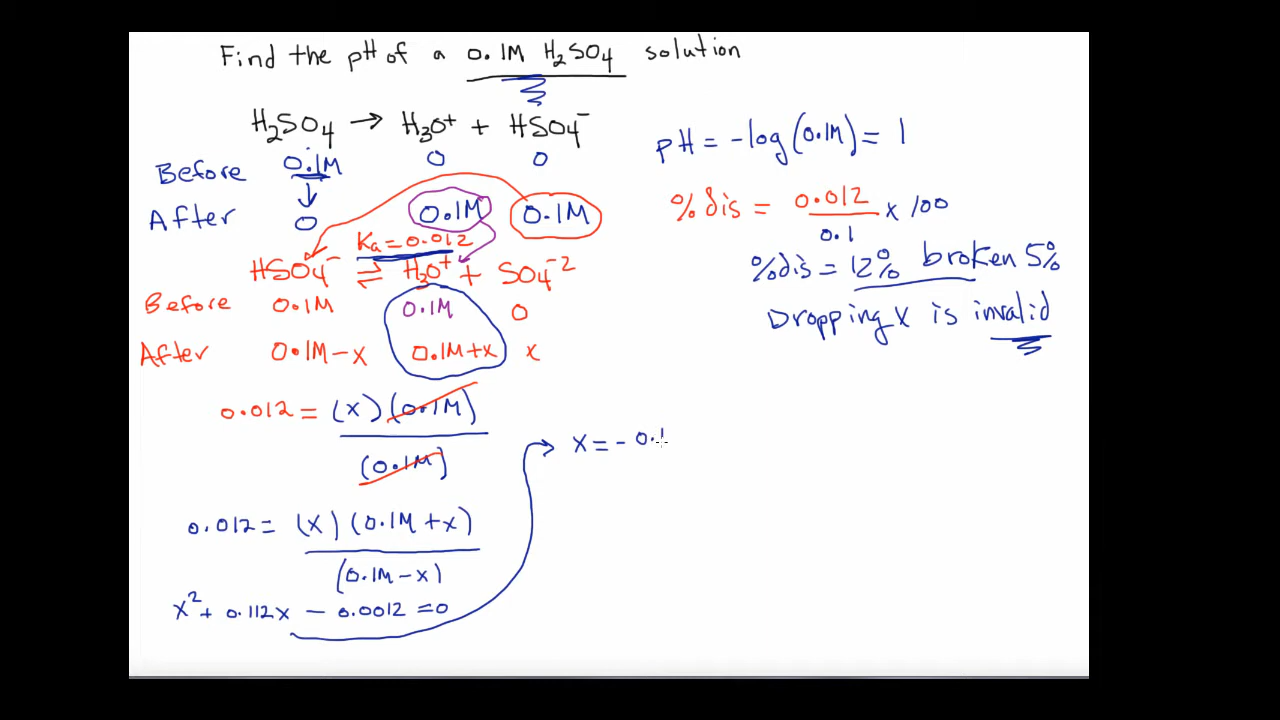 Find the pH of a 0.1M H₂SO₄ solution
H₂SO₄ → H₃O⁺ + HSO₄⁻
Before 0.1M 0 0
After 0 0.1M 0.1M
Ka = 0.012
HSO₄⁻ ⇌ H₃O⁺ + SO₄⁻²
Before 0.1M 0.1M 0
After 0.1M-x 0.1M+x x
0.012 = (x)(0.1M)
(0.1M)
0.012 = (x)(0.1M+x)
(0.1M-x)
x² + 0.112x - 0.0012 = 0
pH = -log(0.1M) = 1
% dis = 0.012 x 100
0.1
% dis = 12% broken 5%
Dropping x is invalid
x = - 0.1